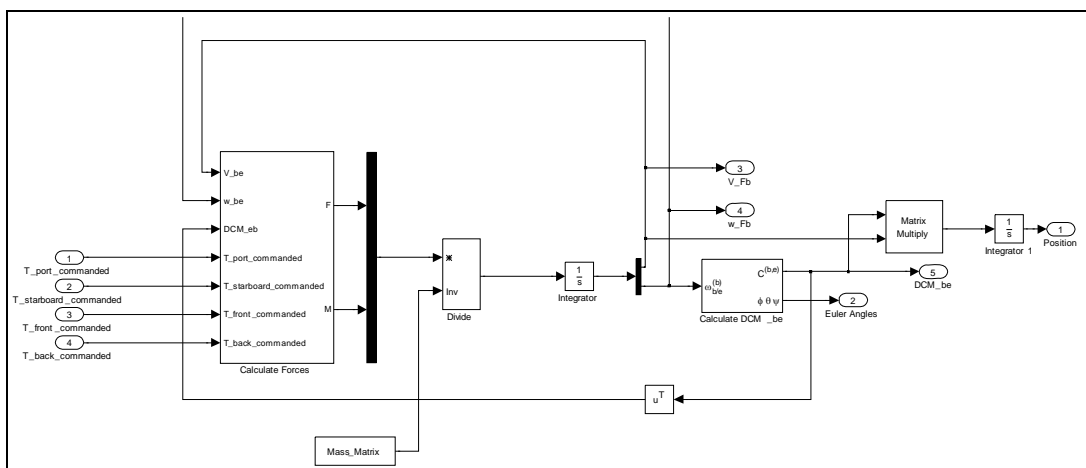 V_be
w_be
DCM_eb
T_port_commanded
T_starboard_commanded
T_front_commanded
T_back_commanded
F
M
Calculate Forces
1
T_port_commanded
2
T_starboard_commanded
3
T_front_commanded
4
T_back_commanded
Mass_Matrix
Inv
Divide
1
s
Integrator
3
V_Fb
4
w_Fb
ω b/e (b)
C(b,e)
ϕ θ ψ
Calculate DCM _be
uT
2
Euler Angles
5
DCM_be
Matrix
Multiply
1
s
Integrator 1
1
Position